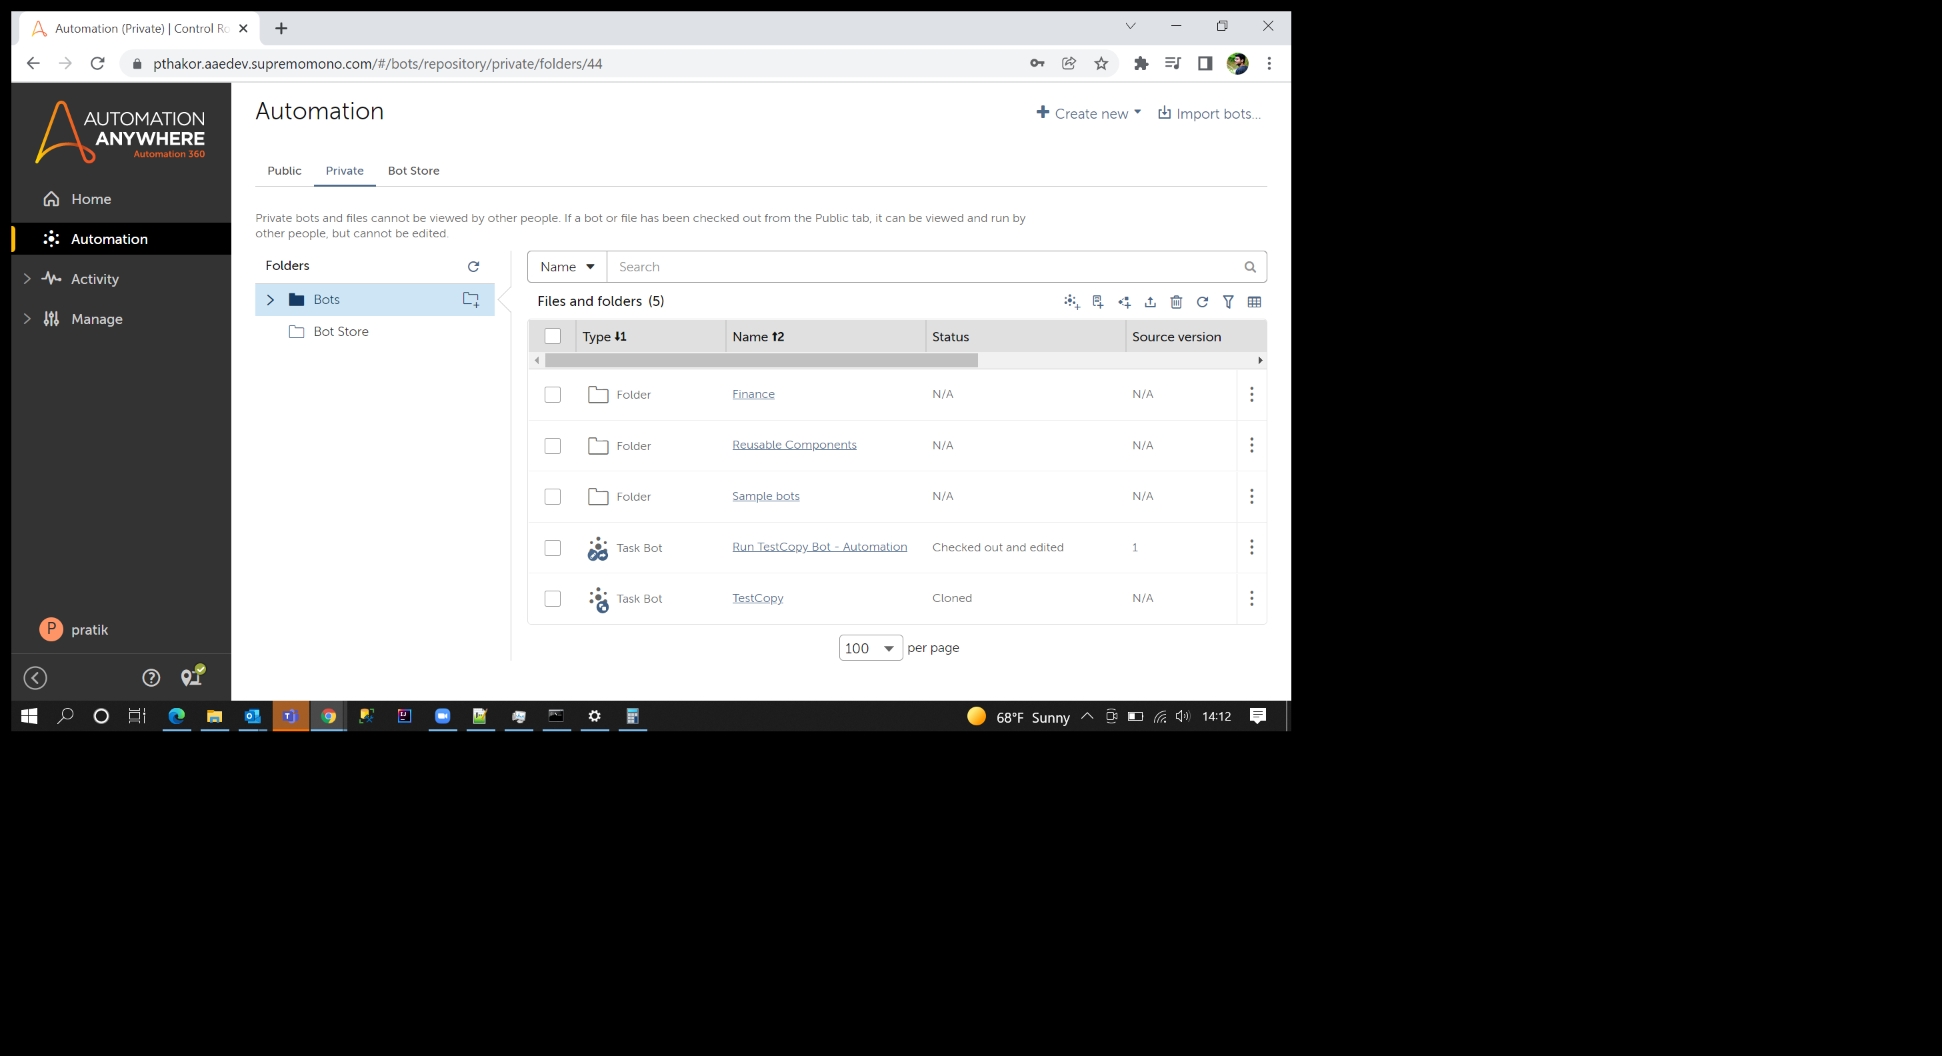 Automation (Private) | Control Ro
pthakor.aaedev.supremomono.com/#/bots/repository/private/folders/44
AUTOMATION
ANYWHERE
Automation 360
Home
Automation
Activity
Manage
P pratik
Automation
Create new
Import bots...
Public Private Bot Store
Private bots and files cannot be viewed by other people. If a bot or file has been checked out from the Public tab, it can be viewed and run by
other people, but cannot be edited.
Folders
Bots
Bot Store
Name Search
Files and folders (5)
Type 1 Name 2 Status Source version
Folder Finance N/A N/A
Folder Reusable Components N/A N/A
Folder Sample bots N/A N/A
Task Bot Run TestCopy Bot - Automation Checked out and edited 1
Task Bot TestCopy Cloned N/A
100 per page
68°F Sunny 14:12